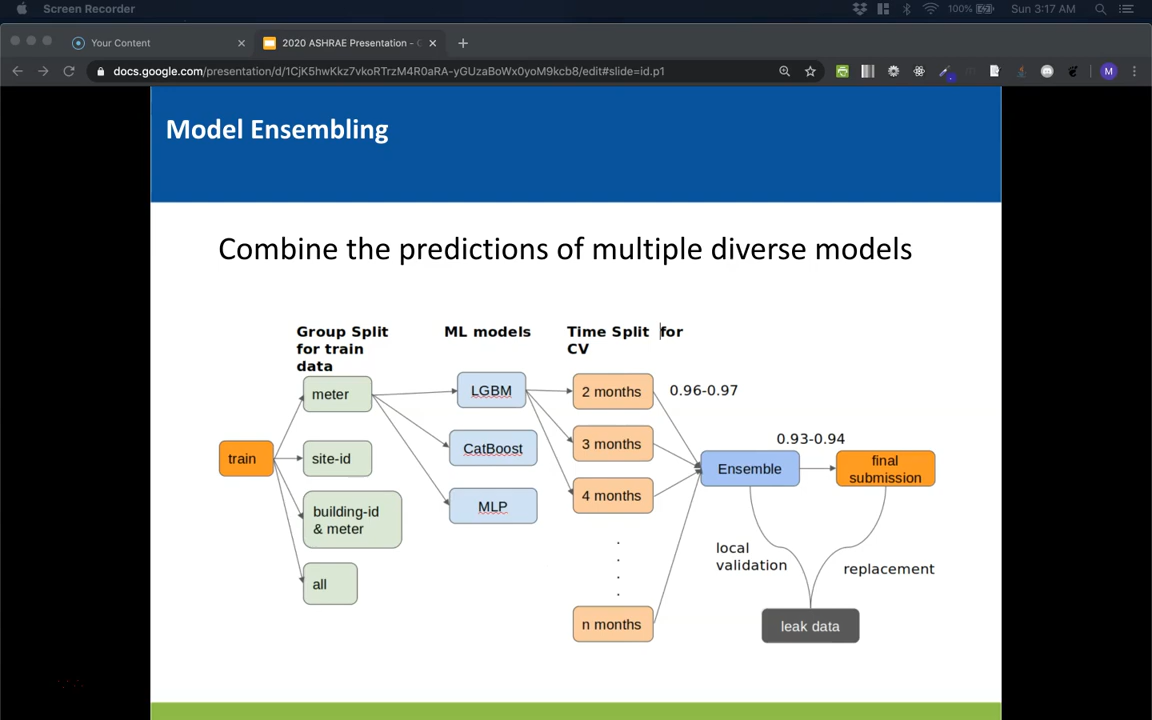 Screen Recorder
100%
Sun 3:17 AM
Your Content
2020 ASHRAE Presentation -
docs.google.com/presentation/d/1CjK5hwKkz7vkoRTrzM4R0aRA-yGUzaBoWx0yoM9kcb8/edit#slide=id.p1
M
Model Ensembling
Combine the predictions of multiple diverse models
Group Split
for train
data
ML models
Time Split for
CV
meter
LGBM
2 months
0.96-0.97
site-id
CatBoost
3 months
0.93-0.94
train
Ensemble
final
submission
building-id
& meter
MLP
4 months
local
validation
replacement
all
n months
leak data